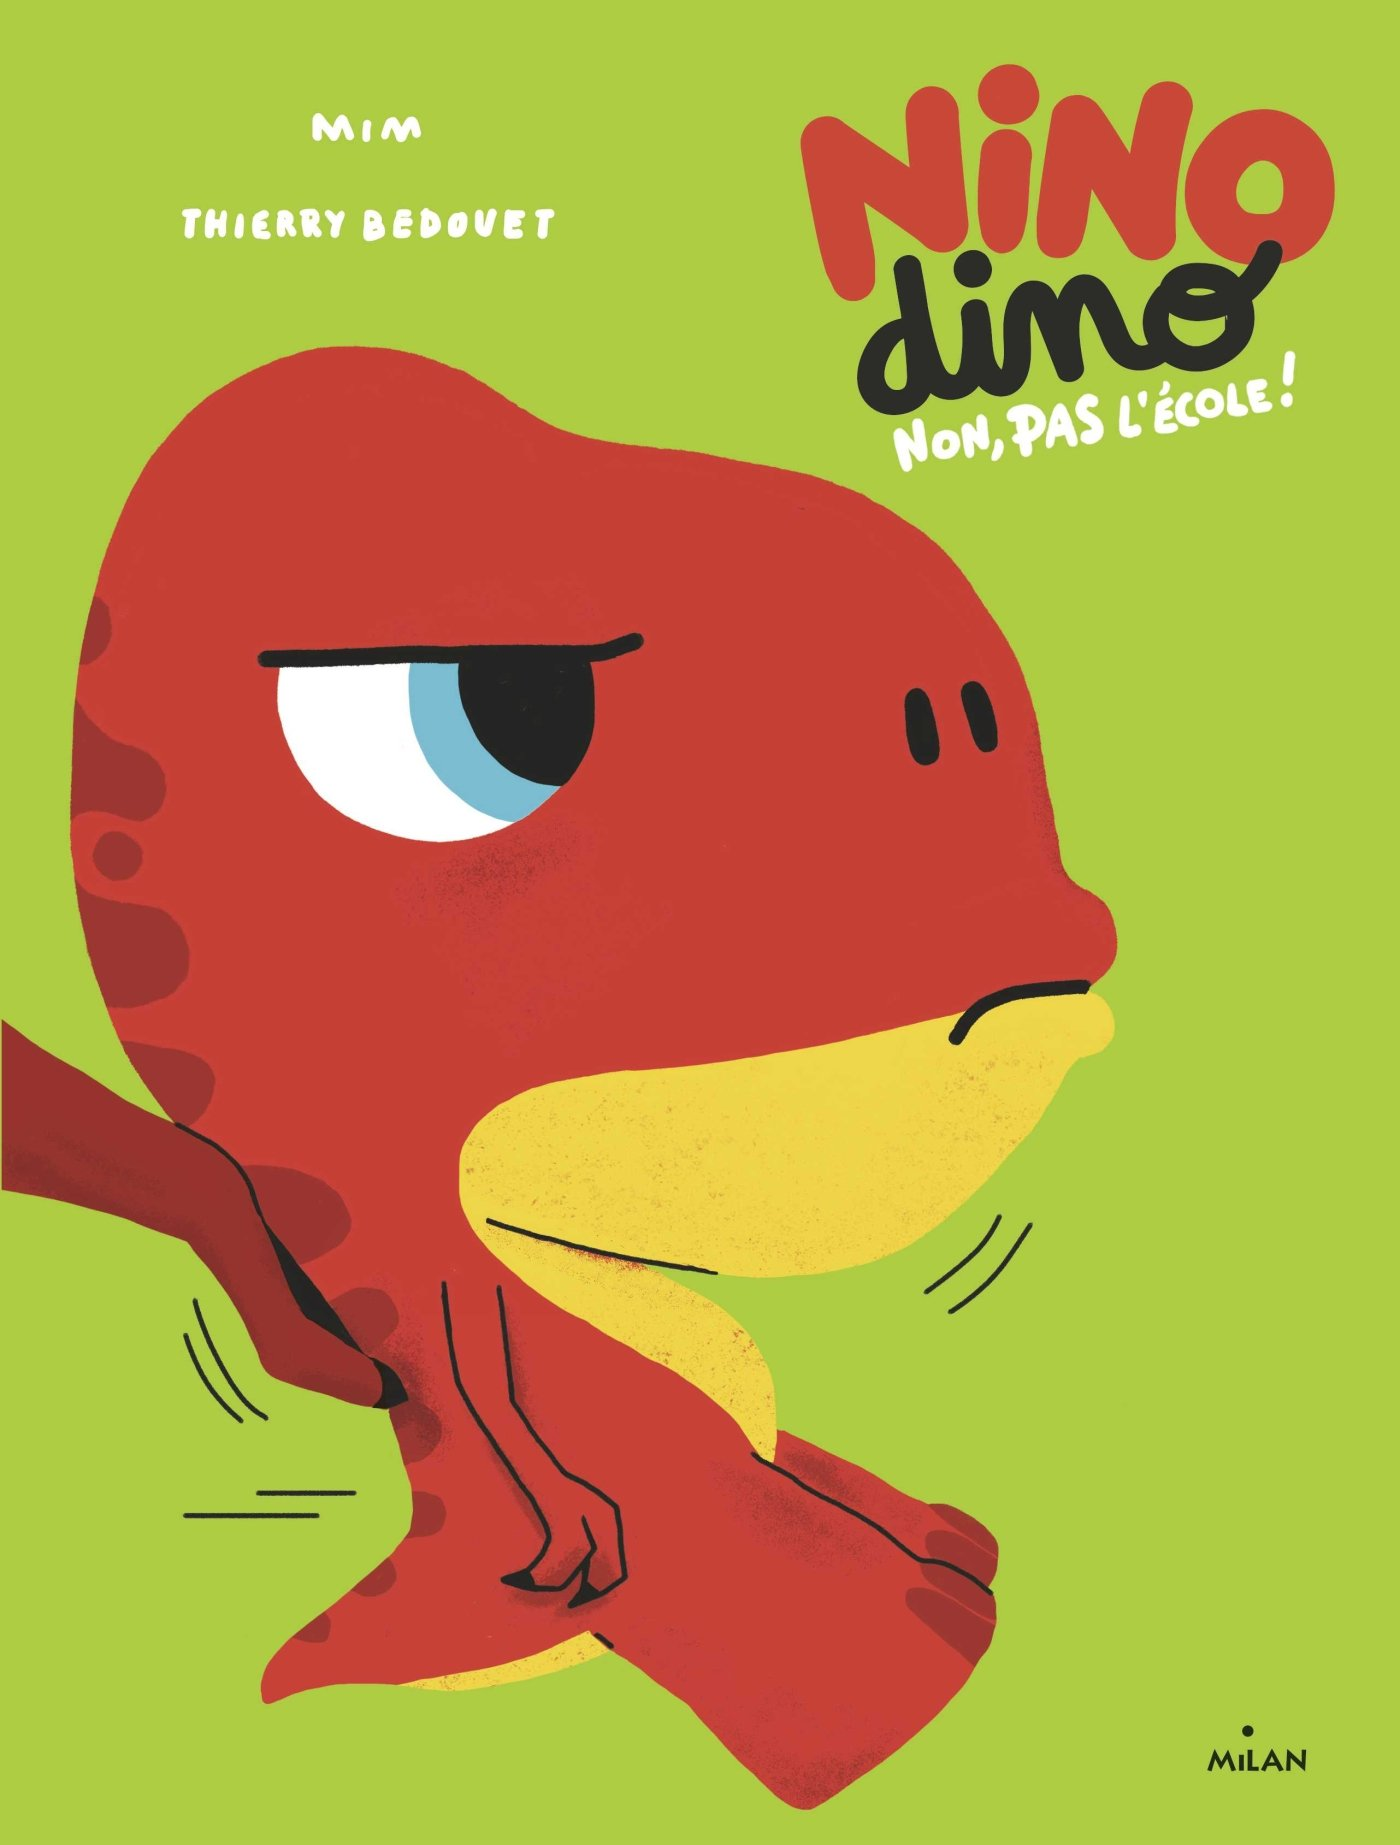 MIM
THIERRY BEDOUET
NiNO
dino
NON, PAS L'ÉCOLE!
MiLAN